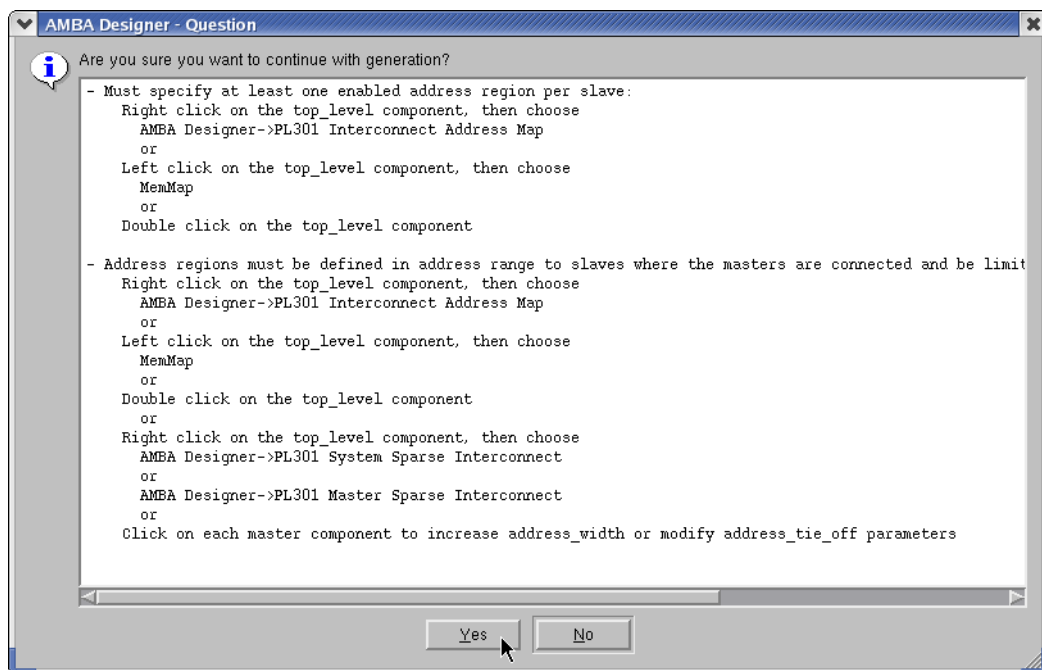 AMBA Designer - Question
Are you sure you want to continue with generation?
- Must specify at least one enabled address region per slave:
Right click on the top_level component, then choose
AMBA Designer->PL301 Interconnect Address Map
or
Left click on the top_level component, then choose
MemMap
or
Double click on the top_level component
- Address regions must be defined in address range to slaves where the masters are connected and be limit
Right click on the top_level component, then choose
AMBA Designer->PL301 Interconnect Address Map
or
Left click on the top_level component, then choose
MemMap
or
Double click on the top_level component
or
Right click on the top_level component, then choose
AMBA Designer->PL301 System Sparse Interconnect
or
AMBA Designer->PL301 Master Sparse Interconnect
or
Click on each master component to increase address_width or modify address_tie_off parameters
Yes
No